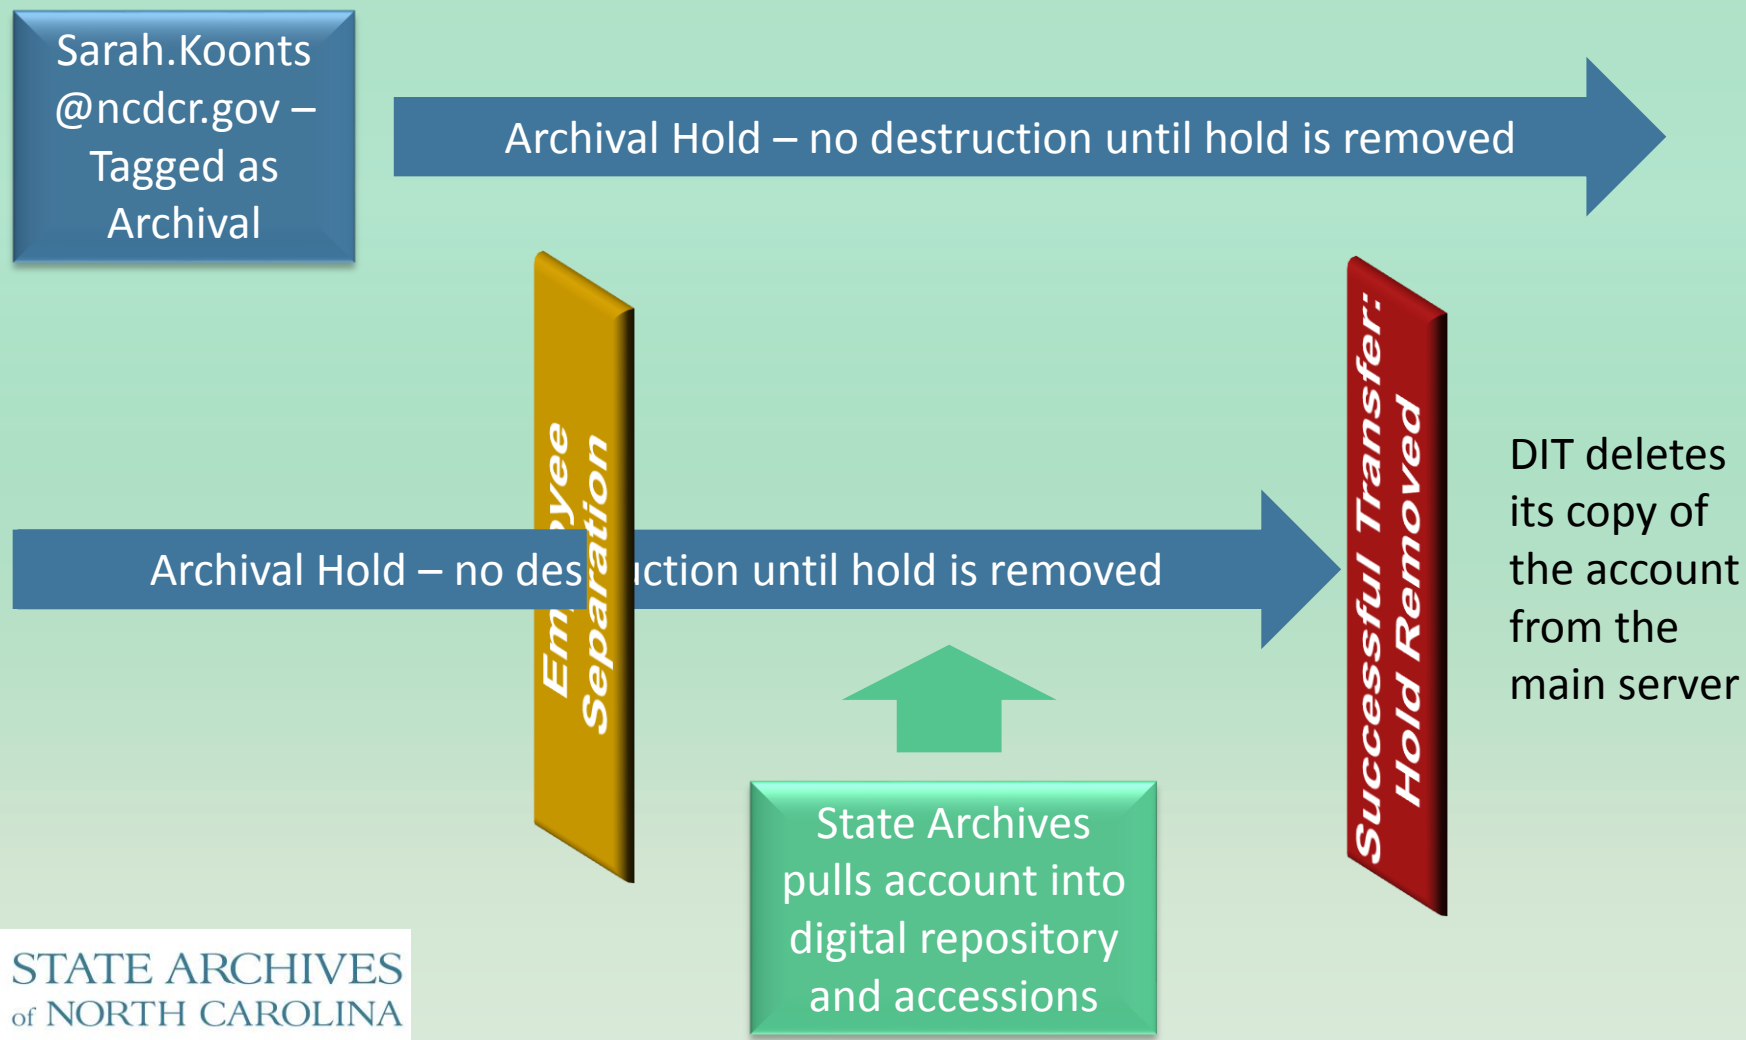 Sarah.Koonts
@ncdcr.gov –
Tagged as
Archival
Archival Hold – no destruction until hold is removed
Separation
Archival Hold – no until hold is removed
Successful Transfer:
Hold Removed
DIT deletes
its copy of
the account
from the
main server
State Archives
pulls account into
digital repository
and accessions
STATE ARCHIVES
of NORTH CAROLINA